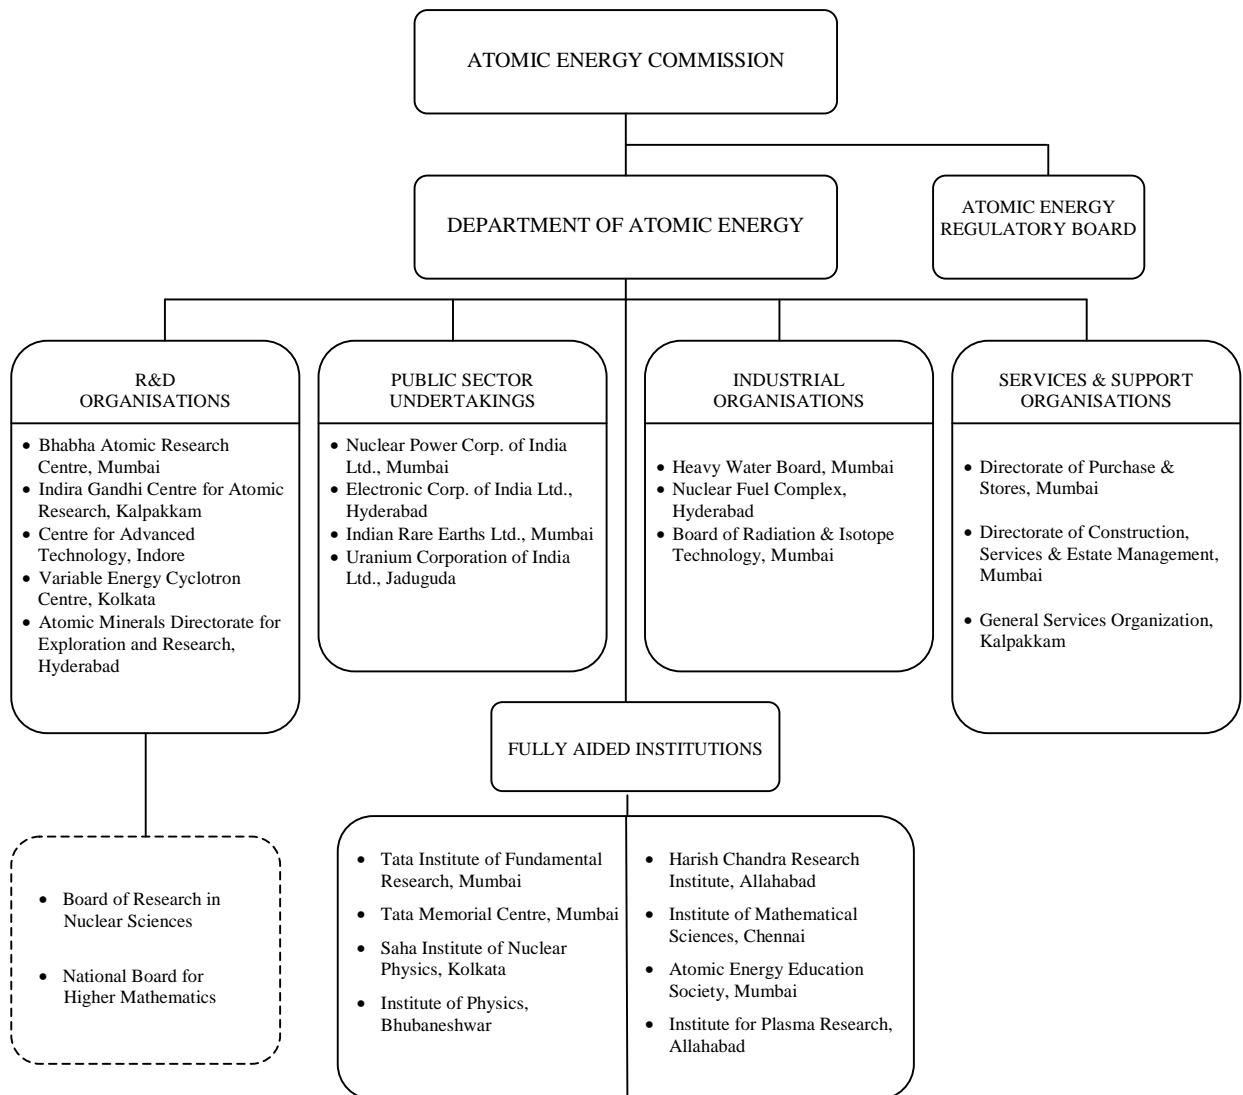 ATOMIC ENERGY COMMISSION
DEPARTMENT OF ATOMIC ENERGY
ATOMIC ENERGY
REGULATORY BOARD
R&D
ORGANISATIONS
• Bhabha Atomic Research
Centre, Mumbai
• Indira Gandhi Centre for Atomic
Research, Kalpakkam
• Centre for Advanced
Technology, Indore
• Variable Energy Cyclotron
Centre, Kolkata
• Atomic Minerals Directorate for
Exploration and Research,
Hyderabad
PUBLIC SECTOR
UNDERTAKINGS
• Nuclear Power Corp. of India
Ltd., Mumbai
• Electronic Corp. of India Ltd.,
Hyderabad
• Indian Rare Earths Ltd., Mumbai
• Uranium Corporation of India
Ltd., Jaduguda
INDUSTRIAL
ORGANISATIONS
• Heavy Water Board, Mumbai
• Nuclear Fuel Complex,
Hyderabad
• Board of Radiation & Isotope
Technology, Mumbai
SERVICES & SUPPORT
ORGANISATIONS
• Directorate of Purchase &
Stores, Mumbai
• Directorate of Construction,
Services & Estate Management,
Mumbai
• General Services Organization,
Kalpakkam
FULLY AIDED INSTITUTIONS
• Board of Research in
Nuclear Sciences
• National Board for
Higher Mathematics
• Tata Institute of Fundamental
Research, Mumbai
• Tata Memorial Centre, Mumbai
• Saha Institute of Nuclear
Physics, Kolkata
• Institute of Physics,
Bhubaneshwar
• Harish Chandra Research
Institute, Allahabad
• Institute of Mathematical
Sciences, Chennai
• Atomic Energy Education
Society, Mumbai
• Institute for Plasma Research,
Allahabad